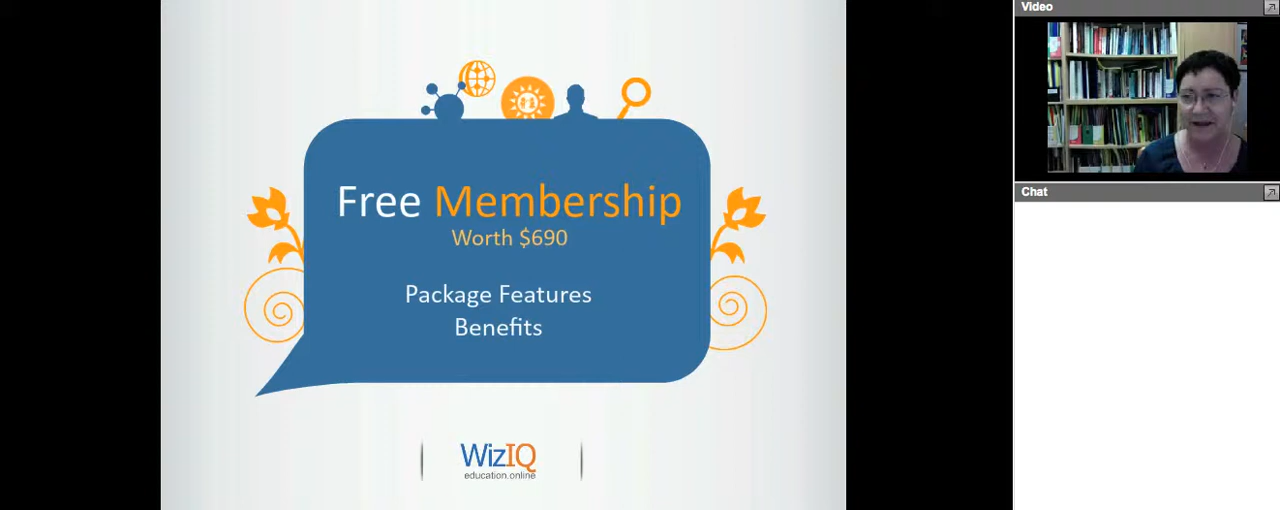 Video
Free Membership
Worth $690
Package Features
Benefits
WizIQ
education.online
Chat